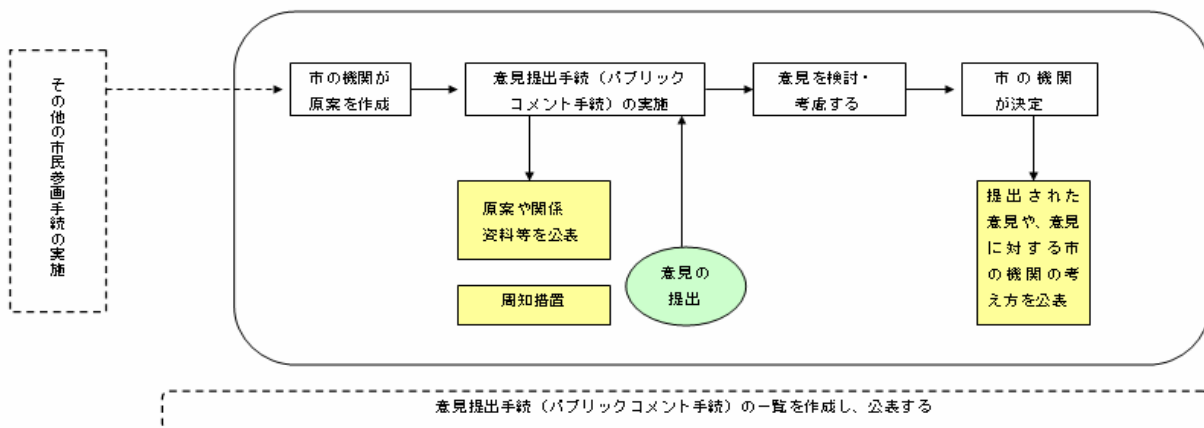 その他の市民参画手続の実施
市の機関が
原案を作成
意見提出手続（パブリック
コメント手続）の実施
意見を検討・
考慮する
市の機関
が決定
原案や関係
資料等を公表
周知措置
意見の
提出
提出された
意見や、意見
に対する市
の機関の考
え方を公表
意見提出手続（パブリックコメント手続）の一覧を作成し、公表する